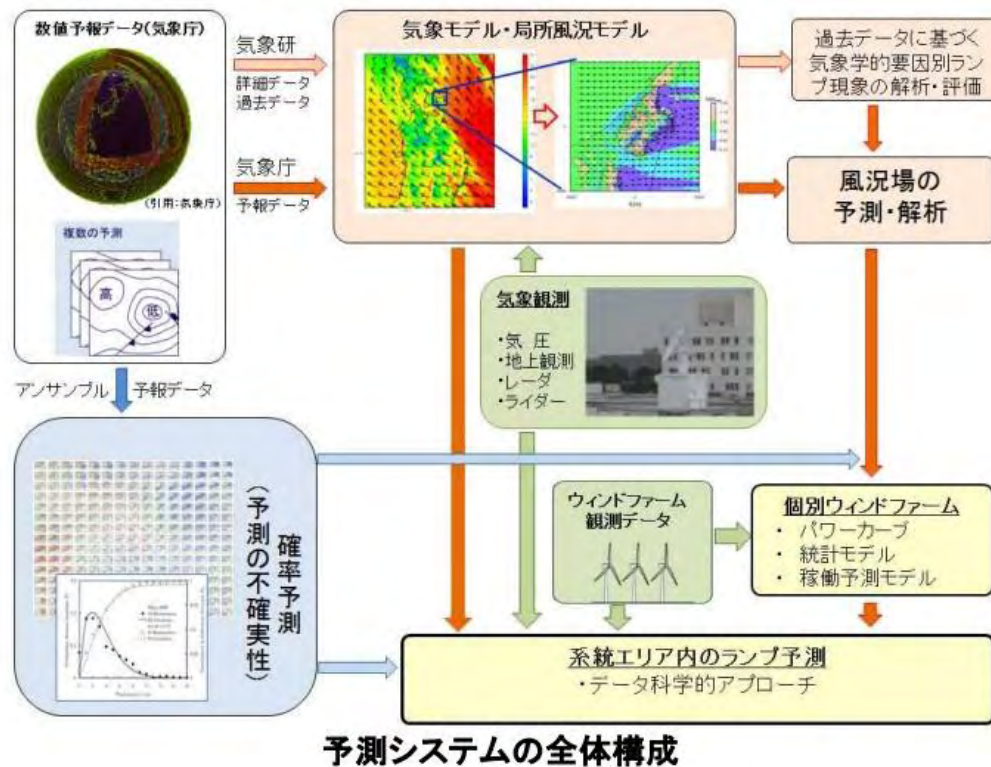 数値予報データ(気象庁)
(引用:気象庁)
複数の予測
高
低
気象研
詳細データ
過去データ
気象庁
予報データ
気象モデル・局所風況モデル
過去データに基づく
気象学的要因別ラン
プ現象の解析・評価
風況場の
予測・解析
気象観測
・気 圧
・地上観測
・レーダ
・ライダー
アンサンブル 予報データ
確率予測
(予測の不確実性)
ウィンドファーム
観測データ
個別ウィンドファーム
・ パワーカーブ
・ 統計モデル
・ 稼働予測モデル
系統エリア内のランプ予測
・データ科学的アプローチ
予測システムの全体構成